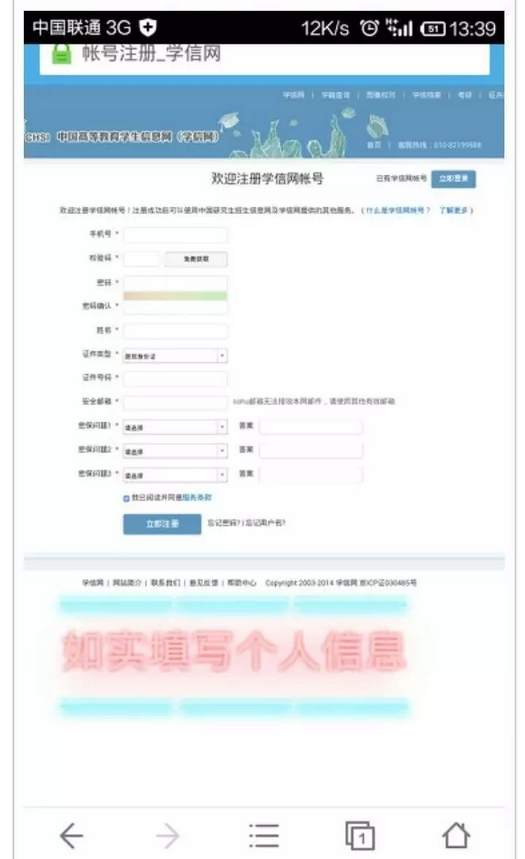 中国联通 3G 12K/s 51 13:39
帐号注册_学信网
学信网 | 学籍查询 | 图像校对 | 学信档案 | 考研 | 征兵
CHSI 中国高等教育学生信息网（学信网）
首页 | 客服热线：010-82199588
欢迎注册学信网帐号 已有学信网帐号 立即登录
欢迎注册学信网帐号！注册成功后可以使用中国研究生招生信息网及学信网提供的其他服务。（什么是学信网帐号？ 了解更多）
手机号 *
校验码 * 免费获取
密码 *
密码确认 *
姓名 *
证件类型 * 居民身份证
证件号码 *
安全邮箱 * sohu邮箱无法接收本网邮件，请使用其他有效邮箱
密保问题1 * 请选择 答案
密保问题2 * 请选择 答案
密保问题3 * 请选择 答案
我已阅读并同意服务条款
立即注册 忘记密码? | 忘记用户名?
学信网 | 网站简介 | 联系我们 | 意见反馈 | 帮助中心 Copyright 2003-2014 学信网 京ICP证030485号
如实填写个人信息
1